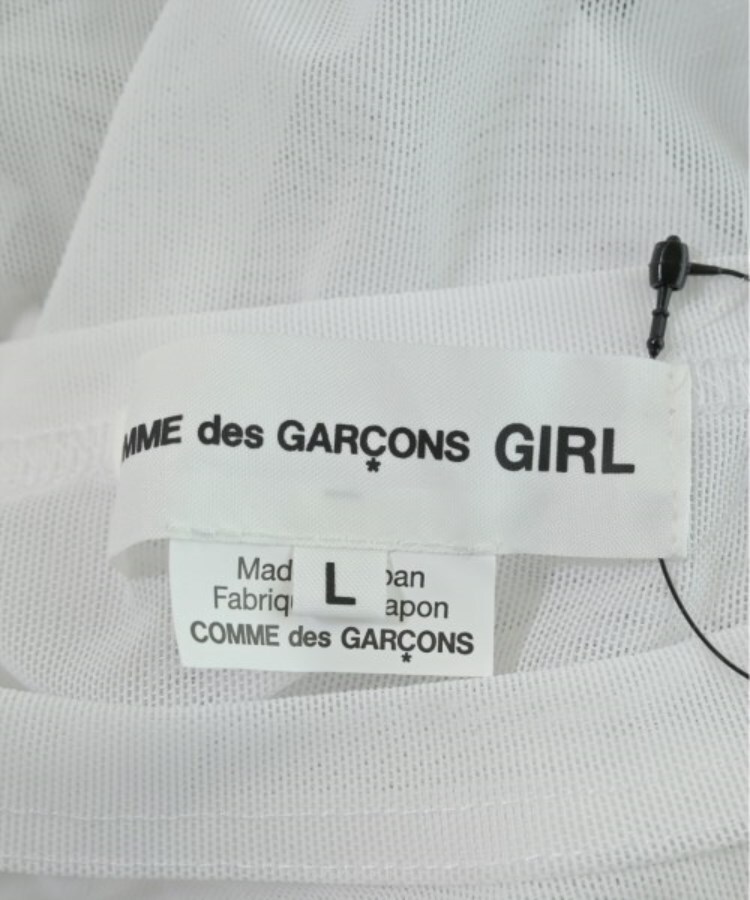 MME des GARÇONS GIRL
Mad L pan
Fabriq apon
COMME des GARÇONS